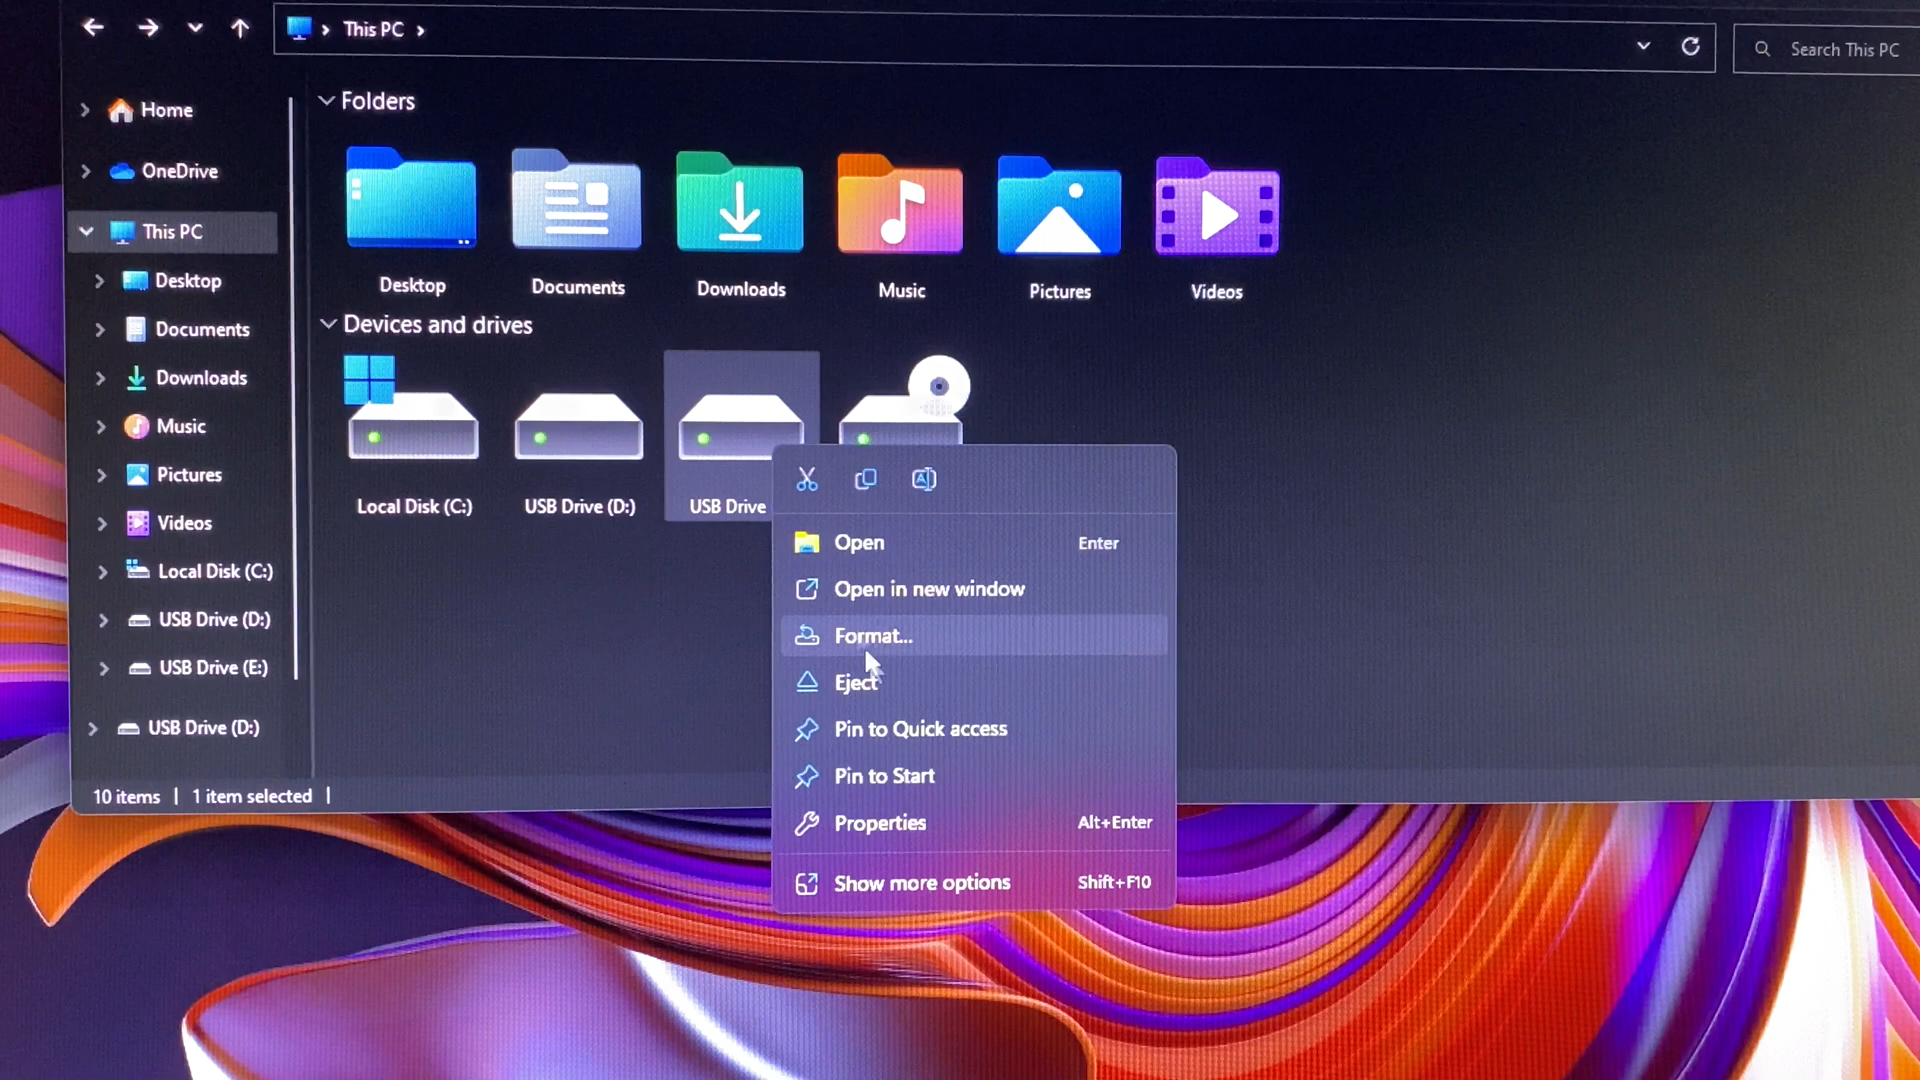 This PC
Search This PC
Home
OneDrive
This PC
Desktop
Documents
Downloads
Music
Pictures
Videos
Local Disk (C:)
USB Drive (D:)
USB Drive (E:)
USB Drive (D:)
Folders
Desktop
Documents
Downloads
Music
Pictures
Videos
Devices and drives
Local Disk (C:)
USB Drive (D:)
USB Drive
Open Enter
Open in new window
Format...
Eject
Pin to Quick access
Pin to Start
Properties Alt+Enter
Show more options Shift+F10
10 items | 1 item selected |